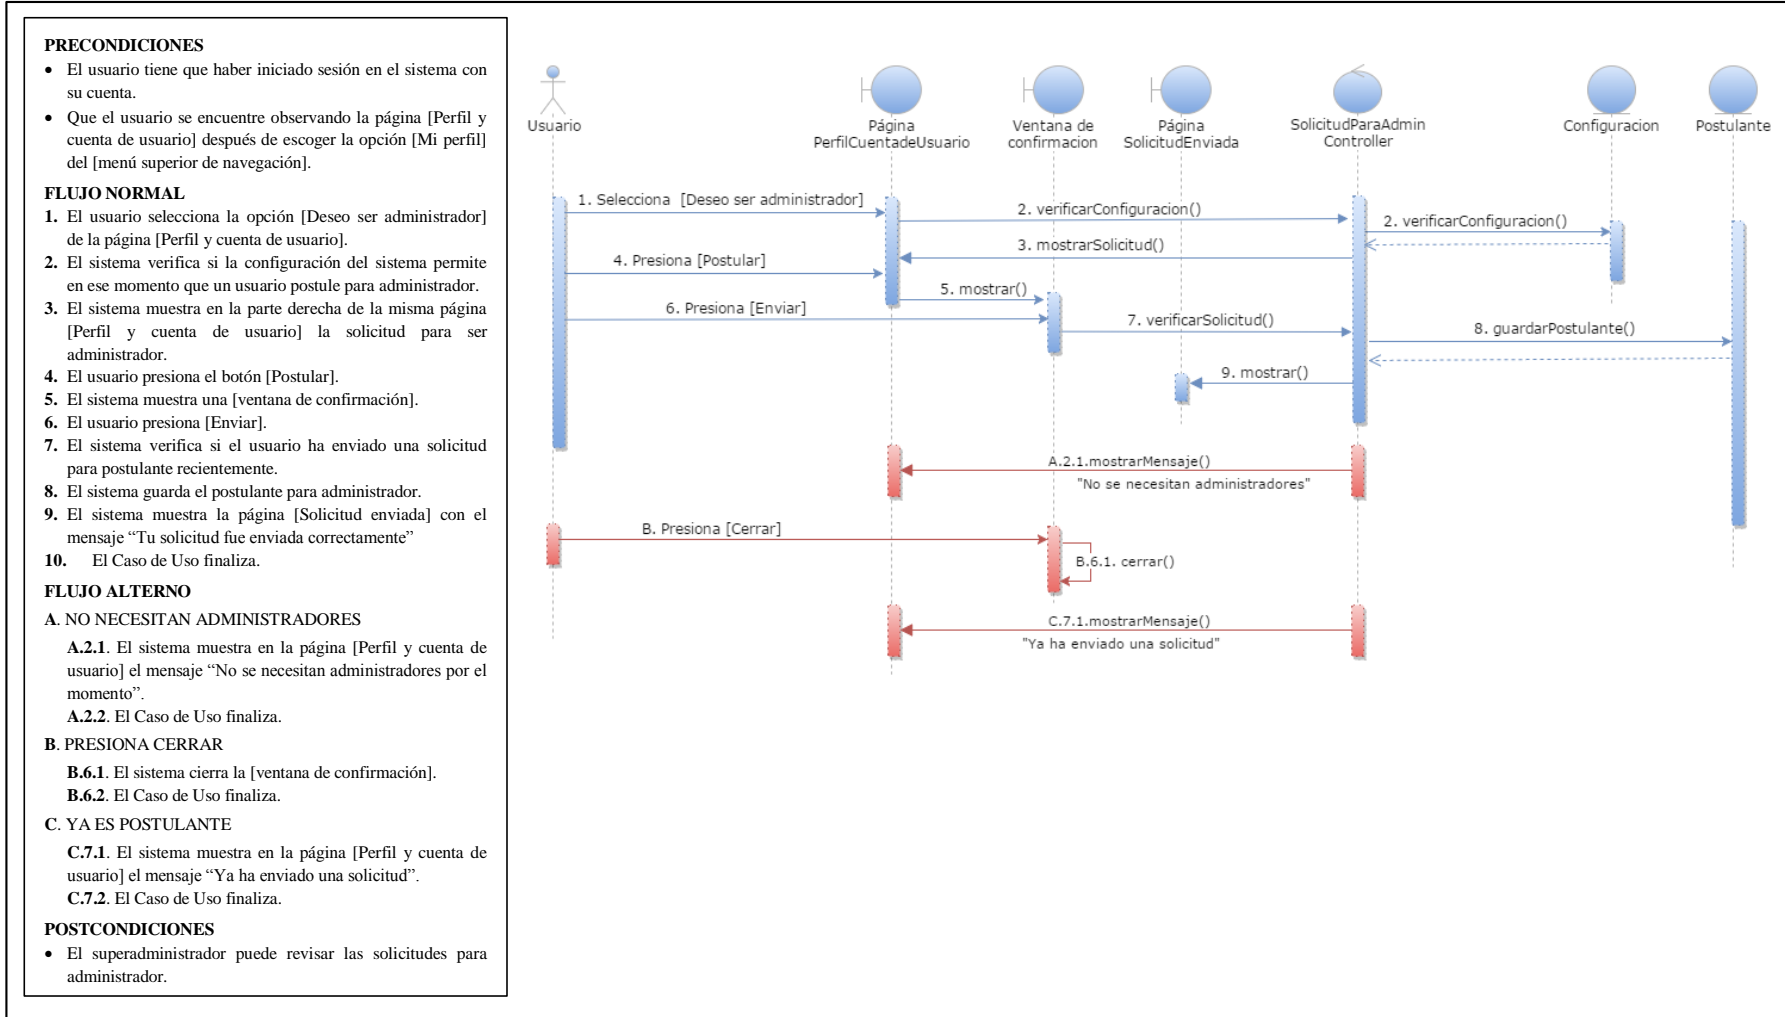 PRECONDICIONES
• El usuario tiene que haber iniciado sesión en el sistema con
su cuenta.
• Que el usuario se encuentre observando la página [Perfil y
cuenta de usuario] después de escoger la opción [Mi perfil]
del [menú superior de navegación].
FLUJO NORMAL
1. El usuario selecciona la opción [Deseo ser administrador]
de la página [Perfil y cuenta de usuario].
2. El sistema verifica si la configuración del sistema permite
en ese momento que un usuario postule para administrador.
3. El sistema muestra en la parte derecha de la misma página
[Perfil y cuenta de usuario] la solicitud para ser
administrador.
4. El usuario presiona el botón [Postular].
5. El sistema muestra una [ventana de confirmación].
6. El usuario presiona [Enviar].
7. El sistema verifica si el usuario ha enviado una solicitud
para postulante recientemente.
8. El sistema guarda el postulante para administrador.
9. El sistema muestra la página [Solicitud enviada] con el
mensaje “Tu solicitud fue enviada correctamente”
10. El Caso de Uso finaliza.
FLUJO ALTERNO
A. NO NECESITAN ADMINISTRADORES
A.2.1. El sistema muestra en la página [Perfil y cuenta de
usuario] el mensaje “No se necesitan administradores por el
momento”.
A.2.2. El Caso de Uso finaliza.
B. PRESIONA CERRAR
B.6.1. El sistema cierra la [ventana de confirmación].
B.6.2. El Caso de Uso finaliza.
C. YA ES POSTULANTE
C.7.1. El sistema muestra en la página [Perfil y cuenta de
usuario] el mensaje “Ya ha enviado una solicitud”.
C.7.2. El Caso de Uso finaliza.
POSTCONDICIONES
• El superadministrador puede revisar las solicitudes para
administrador.
Usuario
Página
PerfilCuentadeUsuario
Ventana de
confirmacion
Página
SolicitudEnviada
SolicitudParaAdmin
Controller
Configuracion
Postulante
1. Selecciona [Deseo ser administrador]
2. verificarConfiguracion()
2. verificarConfiguracion()
3. mostrarSolicitud()
4. Presiona [Postular]
5. mostrar()
6. Presiona [Enviar]
7. verificarSolicitud()
8. guardarPostulante()
9. mostrar()
A.2.1.mostrarMensaje()
"No se necesitan administradores"
B. Presiona [Cerrar]
B.6.1. cerrar()
C.7.1.mostrarMensaje()
"Ya ha enviado una solicitud"